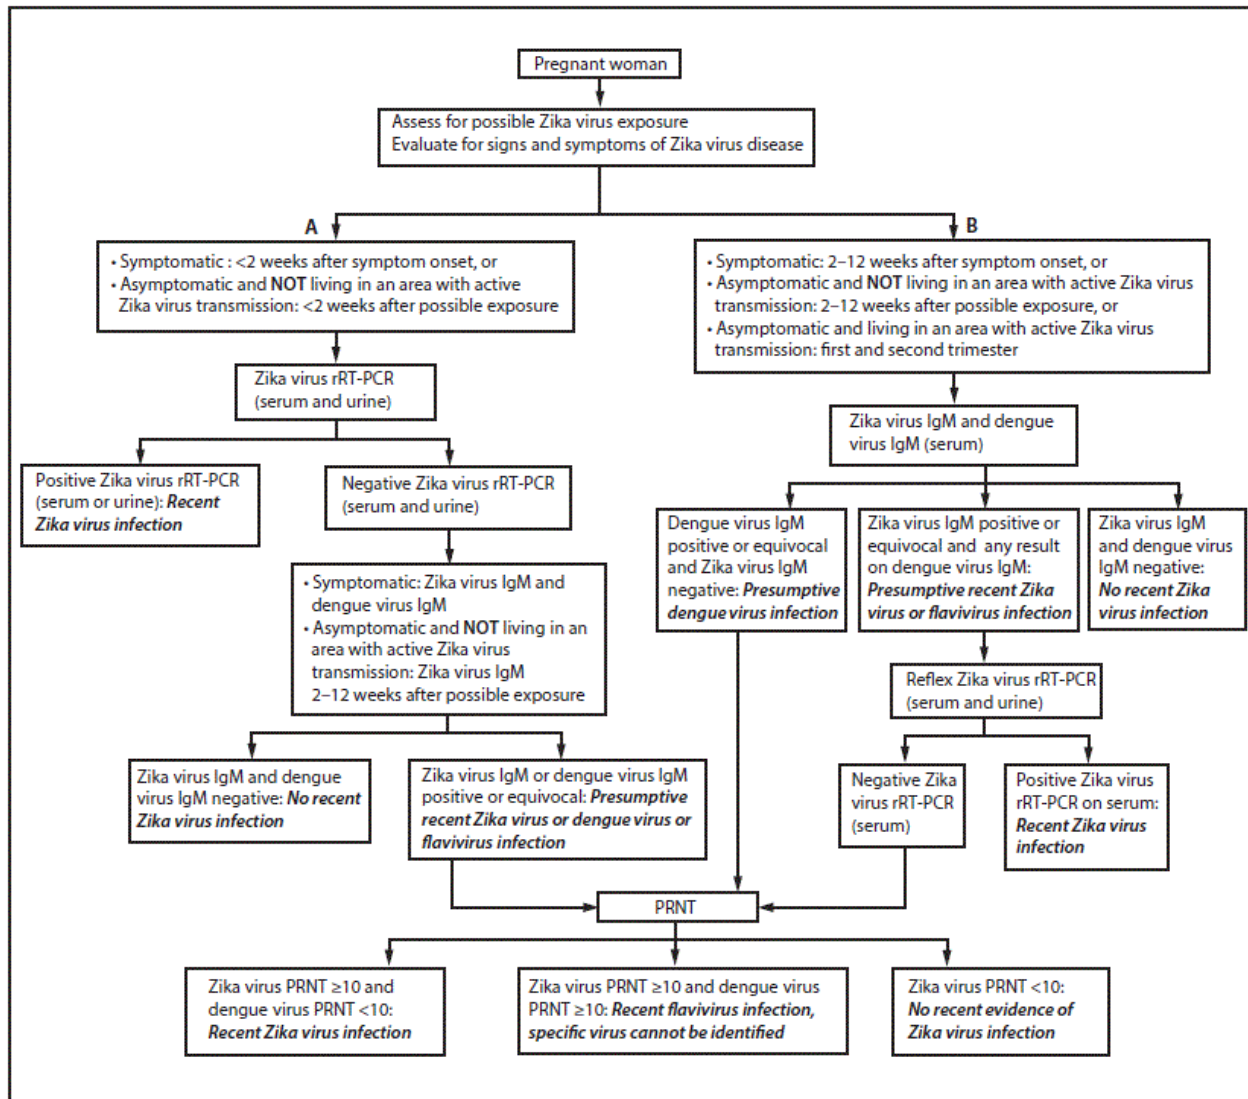 Pregnant woman
Assess for possible Zika virus exposure
Evaluate for signs and symptoms of Zika virus disease
A
• Symptomatic : <2 weeks after symptom onset, or
• Asymptomatic and NOT living in an area with active
Zika virus transmission: <2 weeks after possible exposure
B
• Symptomatic: 2–12 weeks after symptom onset, or
• Asymptomatic and NOT living in an area with active Zika virus
transmission: 2–12 weeks after possible exposure, or
• Asymptomatic and living in an area with active Zika virus
transmission: first and second trimester
Zika virus rRT-PCR
(serum and urine)
Zika virus IgM and dengue
virus IgM (serum)
Positive Zika virus rRT-PCR
(serum or urine): Recent
Zika virus infection
Negative Zika virus rRT-PCR
(serum and urine)
Dengue virus IgM
positive or equivocal
and Zika virus IgM
negative: Presumptive
dengue virus infection
Zika virus IgM positive or
equivocal and any result
on dengue virus IgM:
Presumptive recent Zika
virus or flavivirus infection
Zika virus IgM
and dengue virus
IgM negative:
No recent Zika
virus infection
• Symptomatic: Zika virus IgM and
dengue virus IgM
• Asymptomatic and NOT living in an
area with active Zika virus
transmission: Zika virus IgM
2–12 weeks after possible exposure
Reflex Zika virus rRT-PCR
(serum and urine)
Zika virus IgM and dengue
virus IgM negative: No recent
Zika virus infection
Zika virus IgM or dengue virus IgM
positive or equivocal: Presumptive
recent Zika virus or dengue virus or
flavivirus infection
Negative Zika
virus rRT-PCR
(serum)
Positive Zika virus
rRT-PCR on serum:
Recent Zika virus
infection
PRNT
Zika virus PRNT ≥10 and
dengue virus PRNT <10:
Recent Zika virus infection
Zika virus PRNT ≥10 and dengue virus
PRNT ≥10: Recent flavivirus infection,
specific virus cannot be identified
Zika virus PRNT <10:
No recent evidence of
Zika virus infection